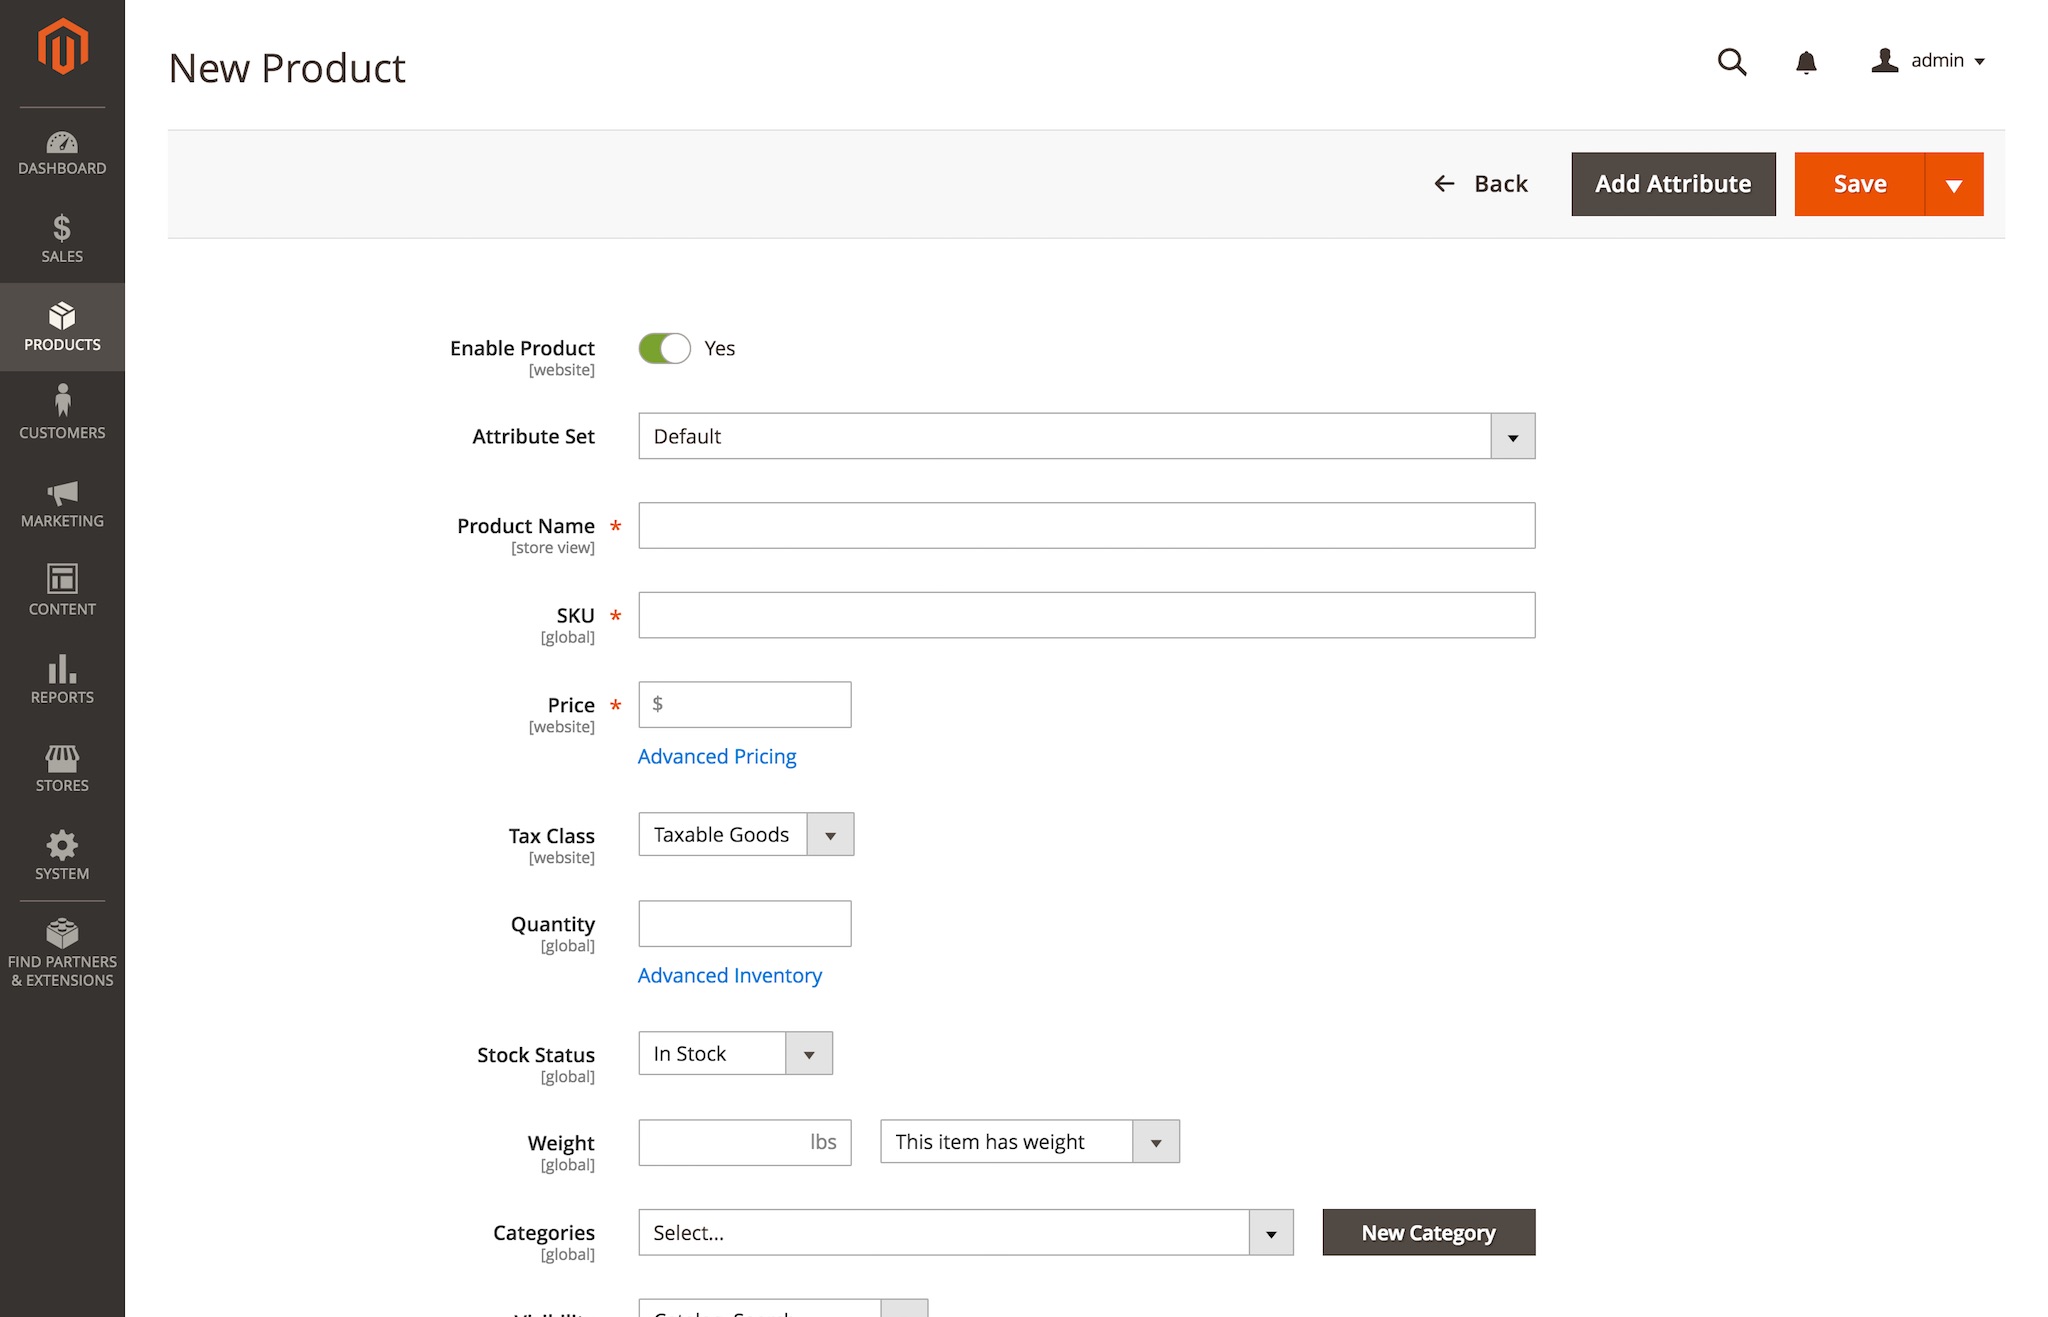 New Product
admin
DASHBOARD
SALES
PRODUCTS
CUSTOMERS
MARKETING
CONTENT
REPORTS
STORES
SYSTEM
FIND PARTNERS
& EXTENSIONS
Back
Add Attribute
Save
Enable Product
[website]
Yes
Attribute Set
Default
Product Name *
[store view]
SKU *
[global]
Price *
[website]
$
Advanced Pricing
Tax Class
[website]
Taxable Goods
Quantity
[global]
Advanced Inventory
Stock Status
[global]
In Stock
Weight
[global]
lbs
This item has weight
Categories
[global]
Select...
New Category